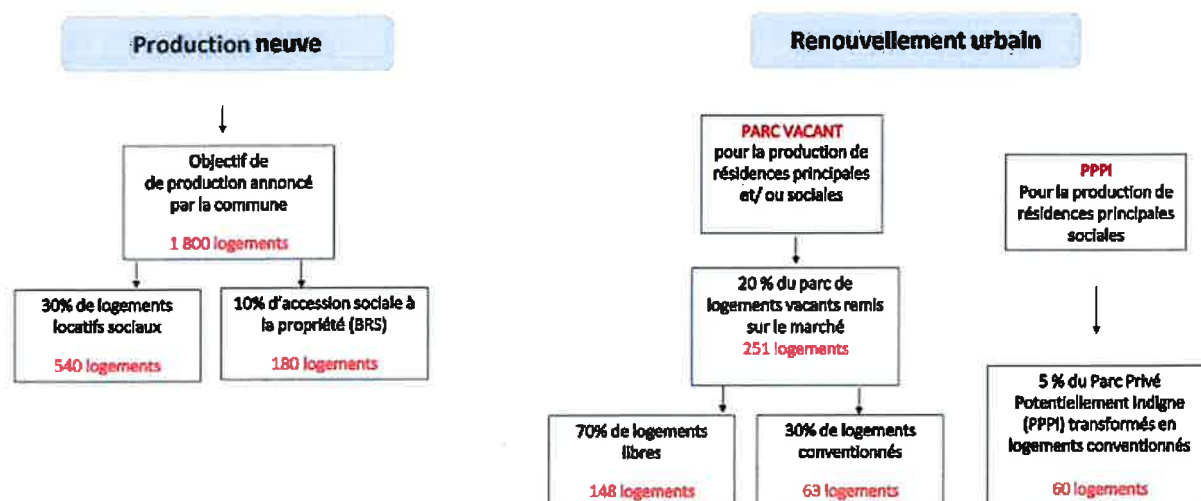 Production neuve
Objectif de
de production annoncé
par la commune
1 800 logements
30% de logements
locatifs sociaux
540 logements
10% d'accession sociale à
la propriété (BRS)
180 logements
Renouvellement urbain
PARC VACANT
pour la production de
résidences principales
et/ ou sociales
20 % du parc de
logements vacants remis
sur le marché
251 logements
70% de logements
libres
148 logements
30% de logements
conventionnés
63 logements
PPPI
Pour la production de
résidences principales
sociales
5 % du Parc Privé
Potentiellement Indigne
(PPPI) transformés en
logements conventionnés
60 logements